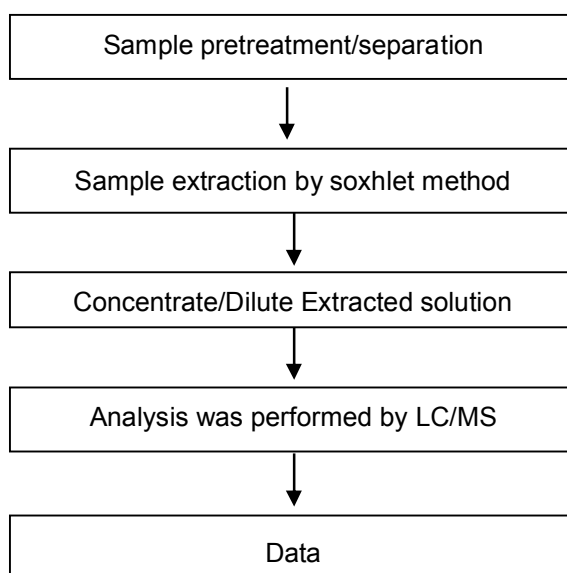 Sample pretreatment/separation
Sample extraction by soxhlet method
Concentrate/Dilute Extracted solution
Analysis was performed by LC/MS
Data